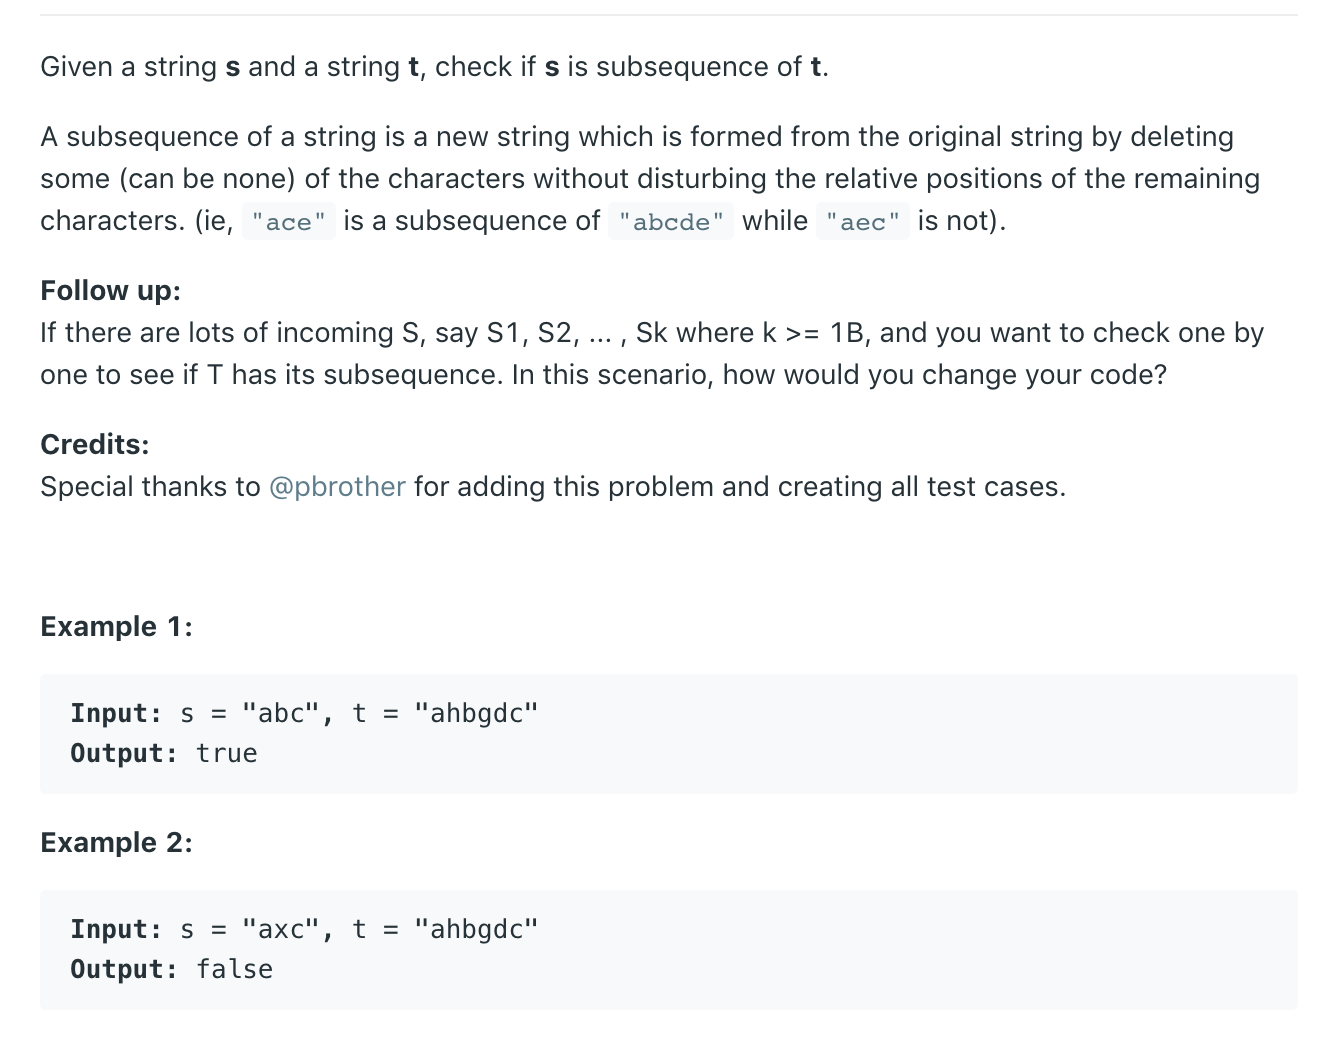 Given a string s and a string t, check if s is subsequence of t.
A subsequence of a string is a new string which is formed from the original string by deleting
some (can be none) of the characters without disturbing the relative positions of the remaining
characters. (ie, "ace" is a subsequence of "abcde" while "aec" is not).
Follow up:
If there are lots of incoming S, say S1, S2, ... , Sk where k >= 1B, and you want to check one by
one to see if T has its subsequence. In this scenario, how would you change your code?
Credits:
Special thanks to @pbrother for adding this problem and creating all test cases.
Example 1:
Input: s = "abc", t = "ahbgdc"
Output: true
Example 2:
Input: s = "axc", t = "ahbgdc"
Output: false